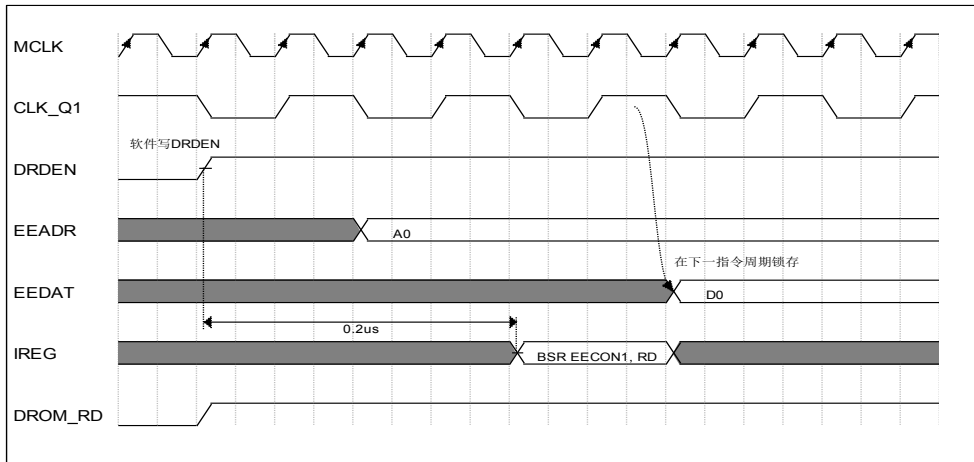 MCLK
CLK_Q1
软件写DRDEN
DRDEN
EEADR
A0
在下一指令周期锁存
EEDAT
D0
0.2us
IREG
BSR EECON1, RD
DROM_RD